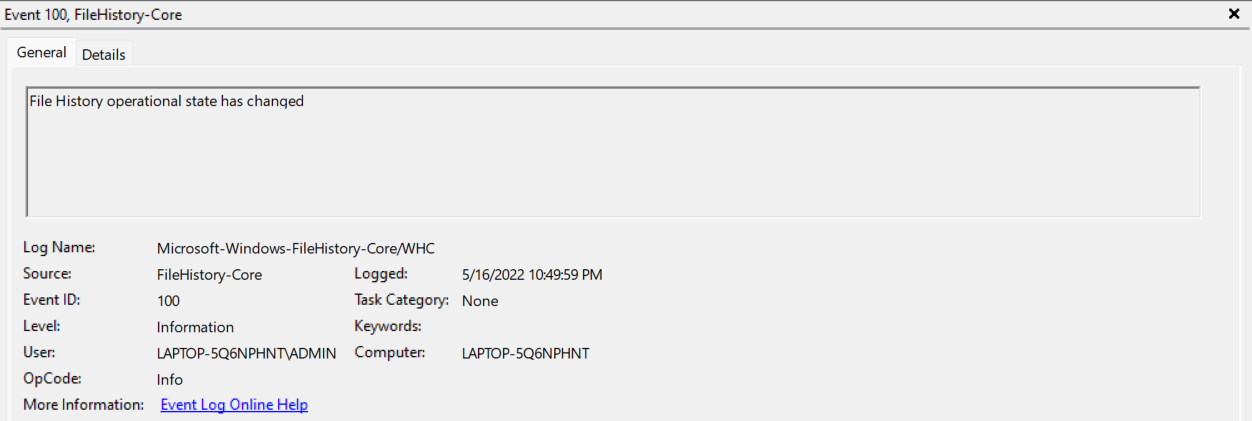 Event 100, FileHistory-Core
General Details
File History operational state has changed
Log Name: Microsoft-Windows-FileHistory-Core/WHC
Source: FileHistory-Core Logged: 5/16/2022 10:49:59 PM
Event ID: 100 Task Category: None
Level: Information Keywords:
User: LAPTOP-5Q6NPHNT\ADMIN Computer: LAPTOP-5Q6NPHNT
OpCode: Info
More Information: Event Log Online Help